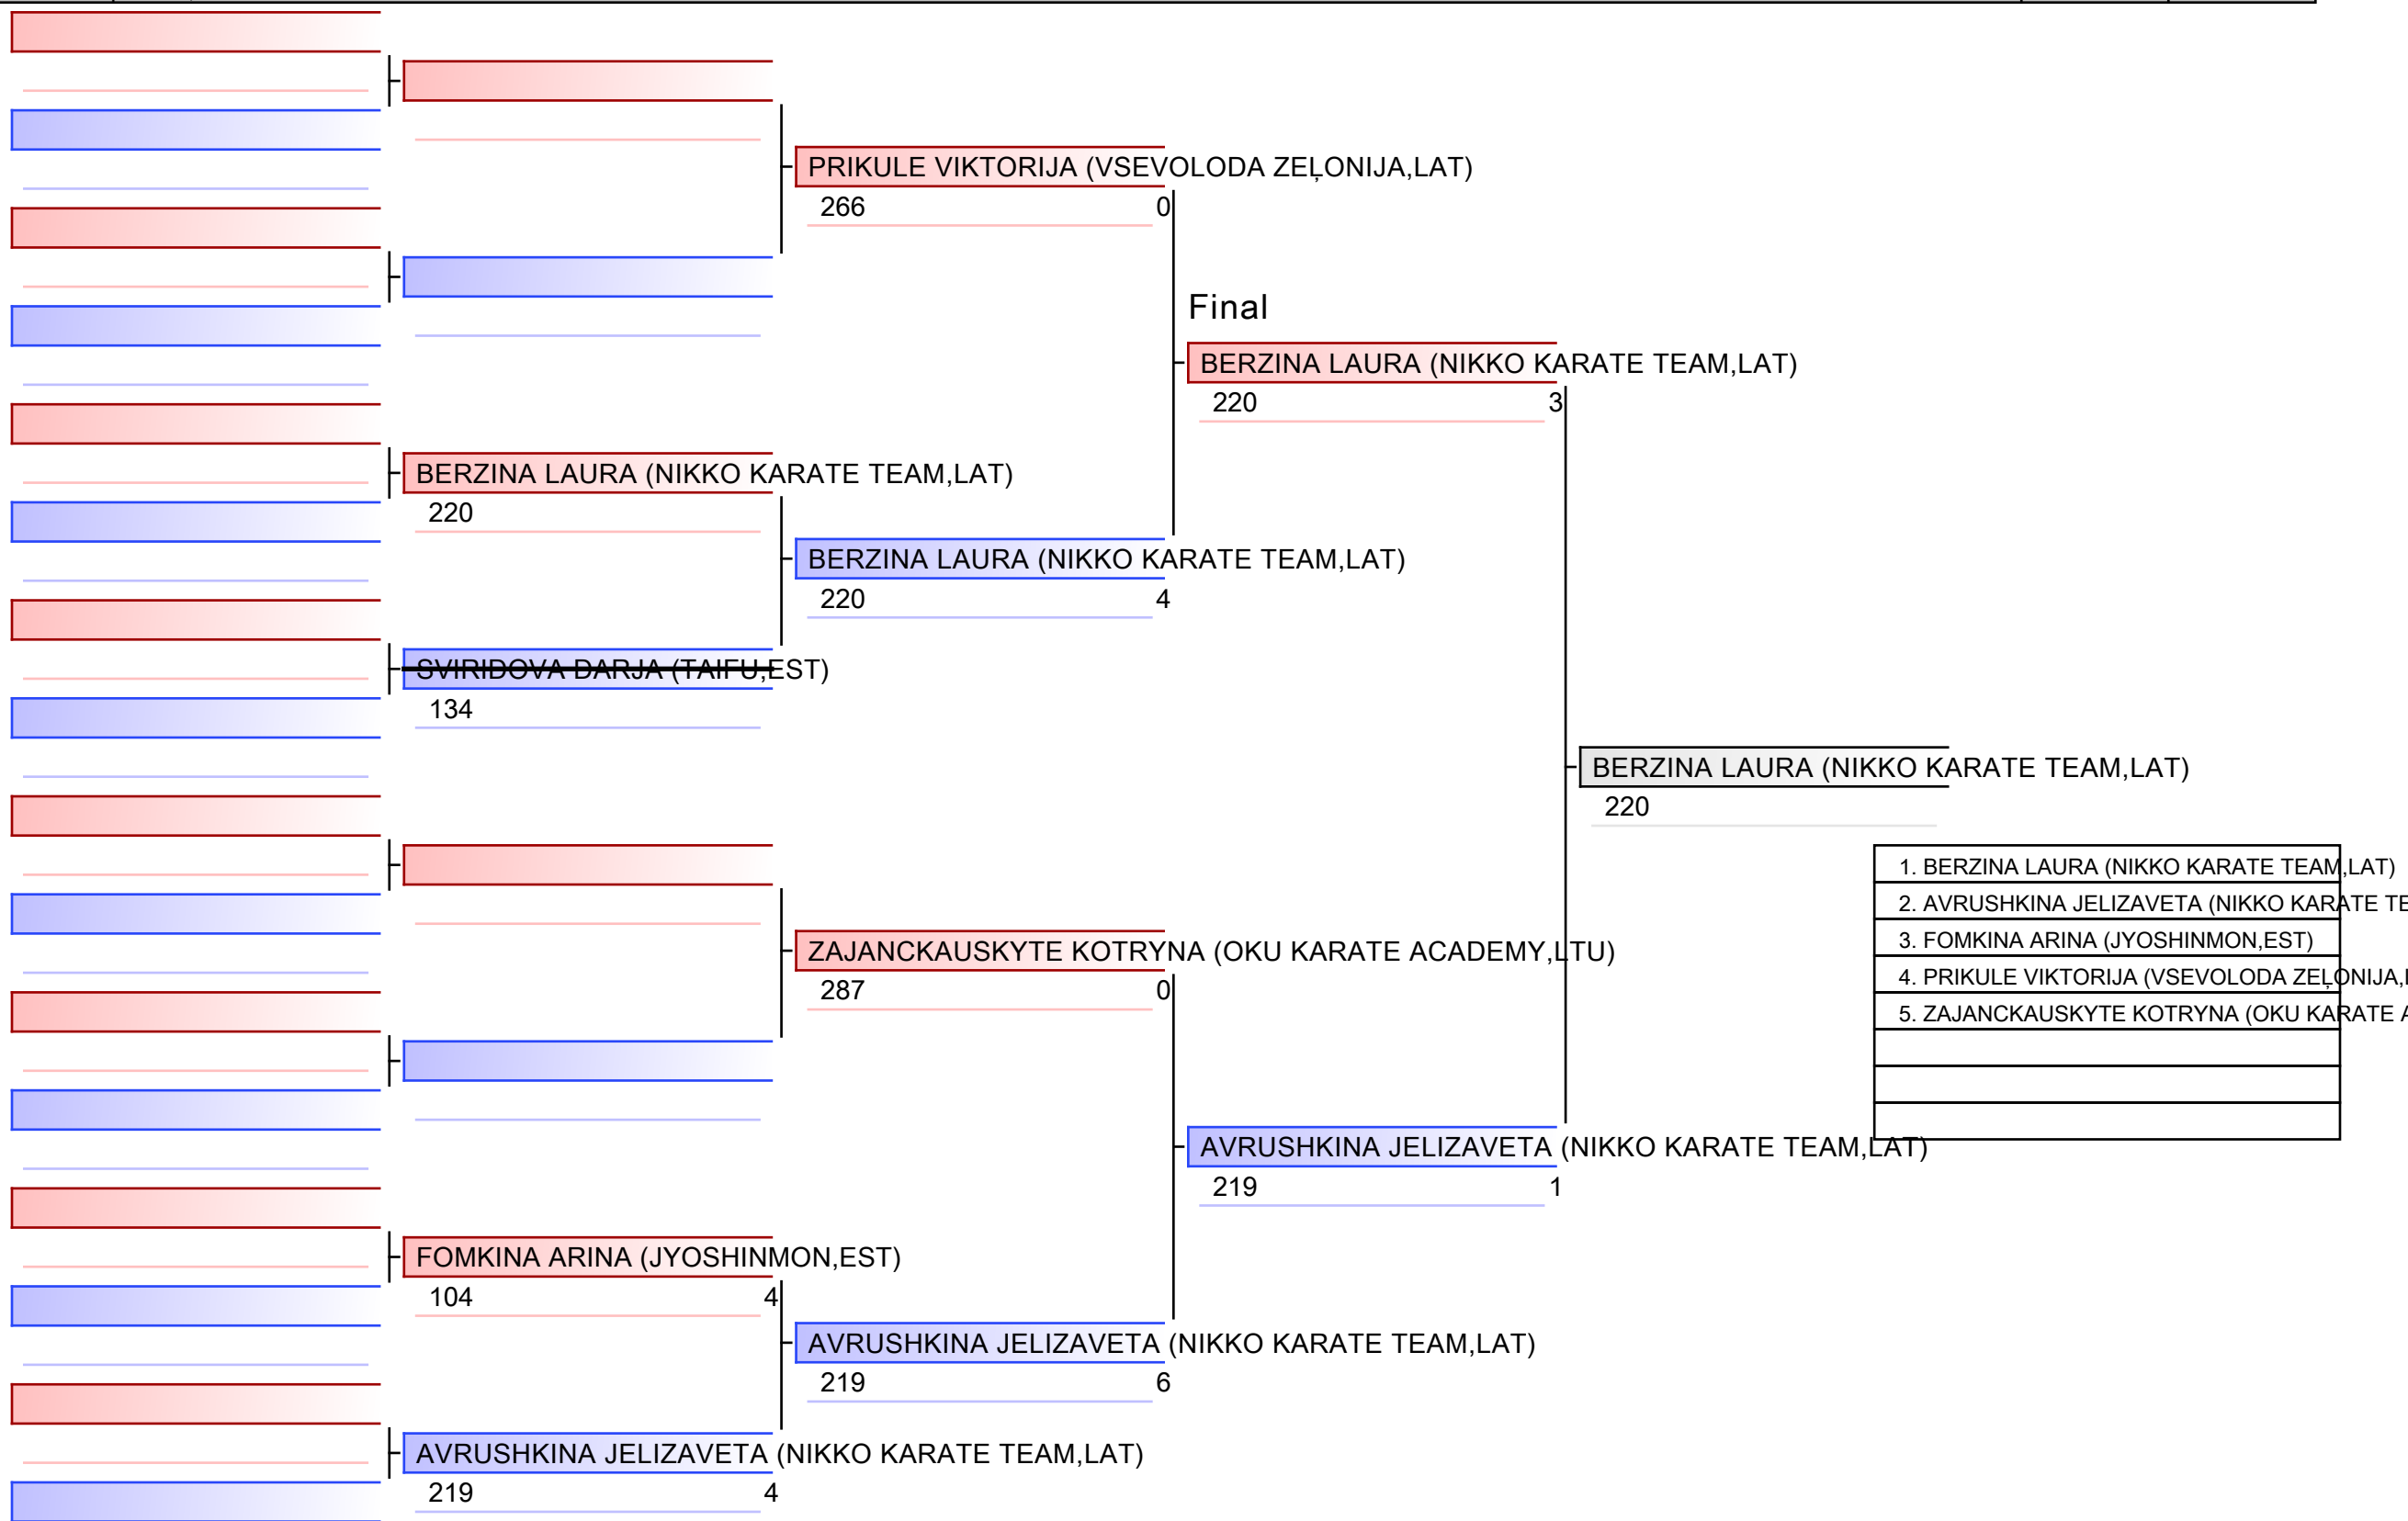 PRIKULE VIKTORIJA (VSEVOLODA ZEĻONIJA,LAT)
266 0
Final
BERZINA LAURA (NIKKO KARATE TEAM,LAT)
220 3
BERZINA LAURA (NIKKO KARATE TEAM,LAT)
220
BERZINA LAURA (NIKKO KARATE TEAM,LAT)
220 4
SVIRIDOVA DARJA (TAIFU,EST)
134
BERZINA LAURA (NIKKO KARATE TEAM,LAT)
220
1. BERZINA LAURA (NIKKO KARATE TEAM,LAT)
2. AVRUSHKINA JELIZAVETA (NIKKO KARATE TE
3. FOMKINA ARINA (JYOSHINMON,EST)
4. PRIKULE VIKTORIJA (VSEVOLODA ZEĻONIJA,
5. ZAJANCKAUSKYTE KOTRYNA (OKU KARATE A
ZAJANCKAUSKYTE KOTRYNA (OKU KARATE ACADEMY,LTU)
287 0
AVRUSHKINA JELIZAVETA (NIKKO KARATE TEAM,LAT)
219 1
FOMKINA ARINA (JYOSHINMON,EST)
104 4
AVRUSHKINA JELIZAVETA (NIKKO KARATE TEAM,LAT)
219 6
AVRUSHKINA JELIZAVETA (NIKKO KARATE TEAM,LAT)
219 4